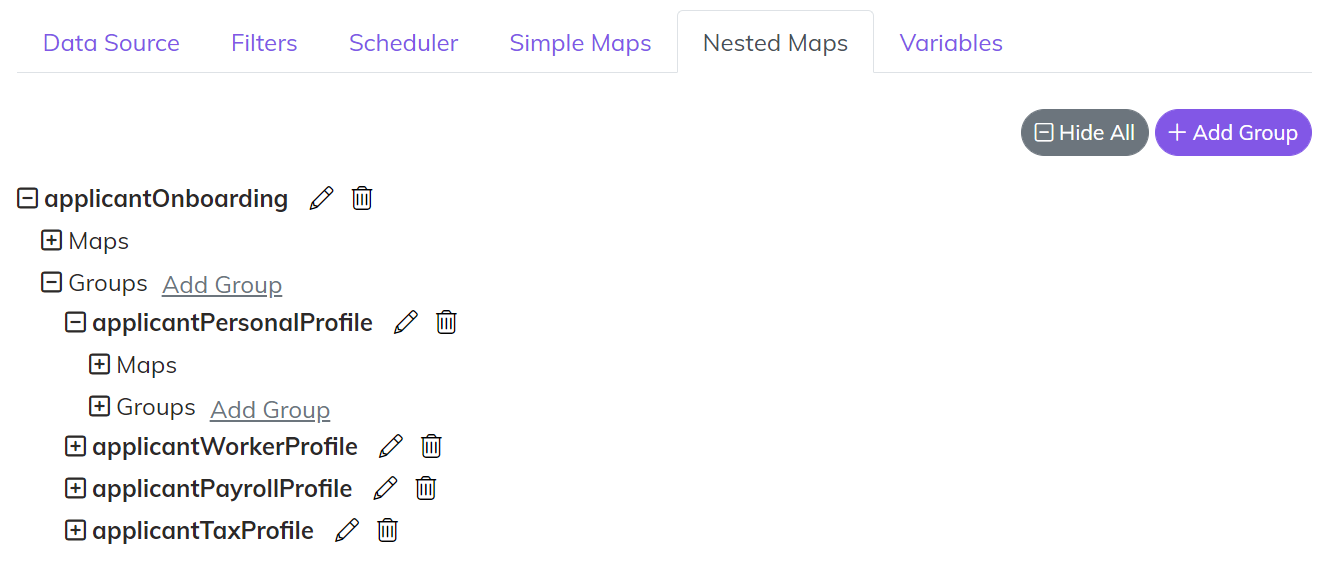 Data Source Filters Scheduler Simple Maps Nested Maps Variables
Hide All Add Group
applicantOnboarding
Maps
Groups Add Group
applicantPersonalProfile
Maps
Groups Add Group
applicantWorkerProfile
applicantPayrollProfile
applicantTaxProfile